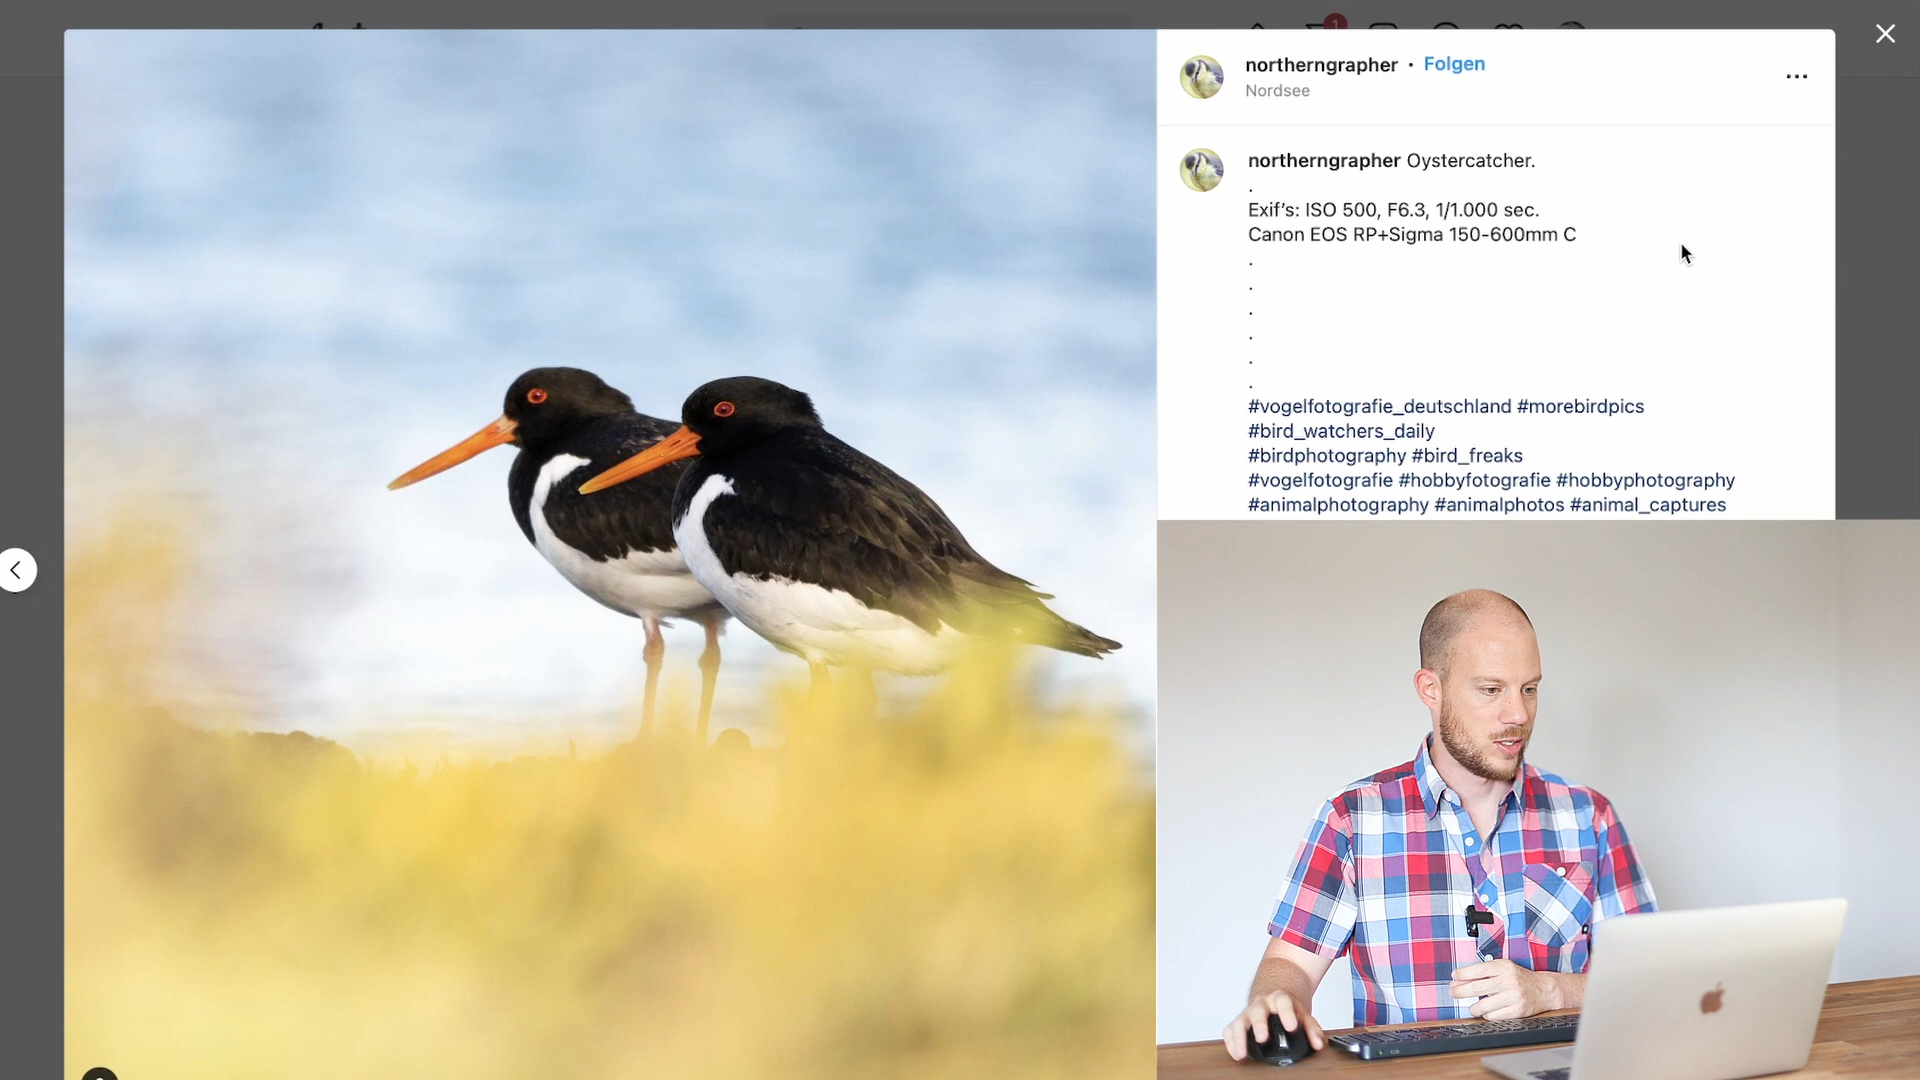 1
northerngrapher • Folgen
Nordsee
northerngrapher Oystercatcher.
.
Exif's: ISO 500, F6.3, 1/1.000 sec.
Canon EOS RP+Sigma 150-600mm C
.
.
.
.
.
.
#vogelfotografie_deutschland #morebirdpics
#bird_watchers_daily
#birdphotography #bird_freaks
#vogelfotografie #hobbyfotografie #hobbyphotography
#animalphotography #animalphotos #animal_captures